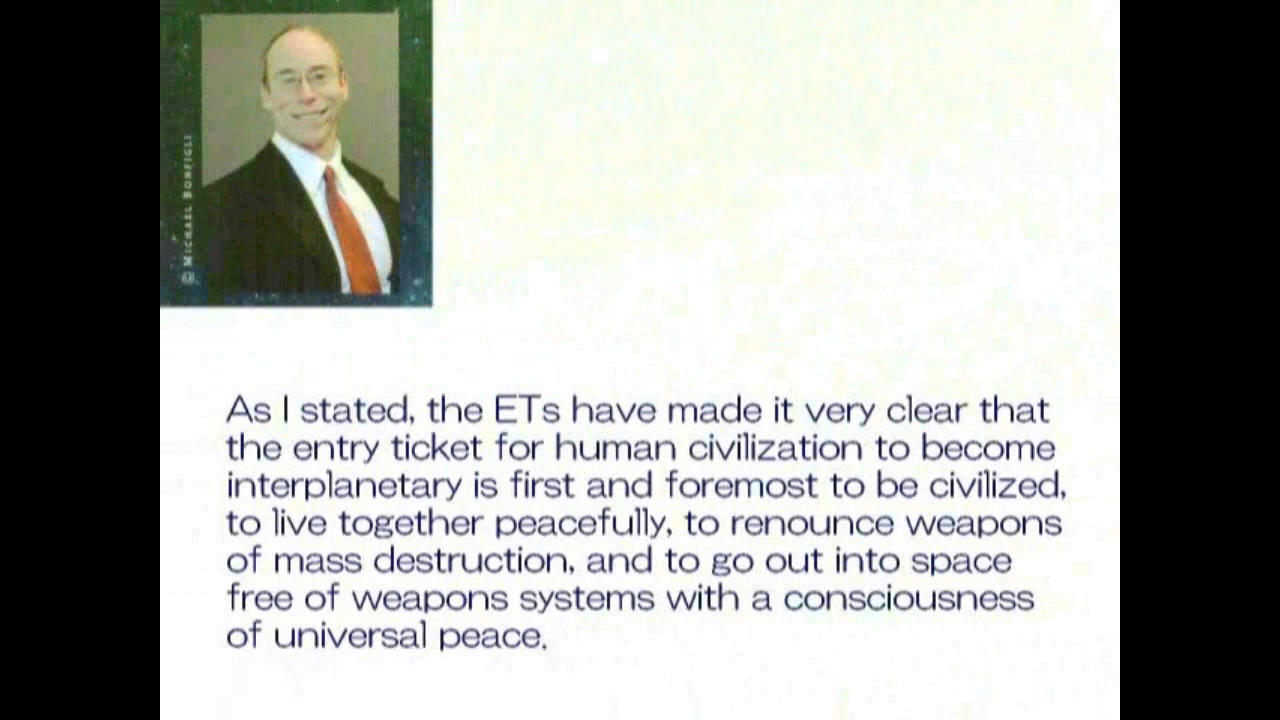 © MICHAEL BONFIGLI
As I stated, the ETs have made it very clear that
the entry ticket for human civilization to become
interplanetary is first and foremost to be civilized,
to live together peacefully, to renounce weapons
of mass destruction, and to go out into space
free of weapons systems with a consciousness
of universal peace.